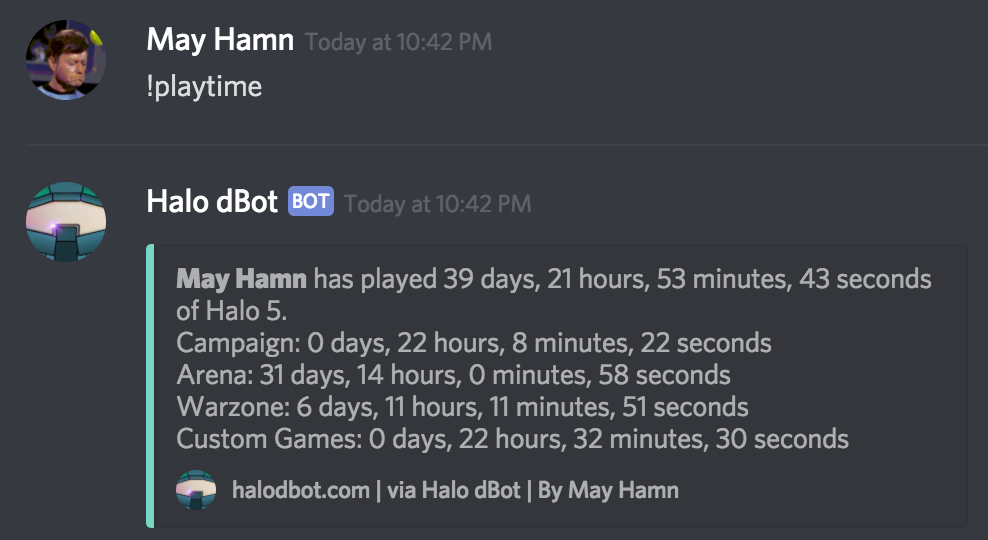 May Hamn Today at 10:42 PM
!playtime
Halo dBot BOT Today at 10:42 PM
May Hamn has played 39 days, 21 hours, 53 minutes, 43 seconds
of Halo 5.
Campaign: 0 days, 22 hours, 8 minutes, 22 seconds
Arena: 31 days, 14 hours, 0 minutes, 58 seconds
Warzone: 6 days, 11 hours, 11 minutes, 51 seconds
Custom Games: 0 days, 22 hours, 32 minutes, 30 seconds
halodbot.com | via Halo dBot | By May Hamn